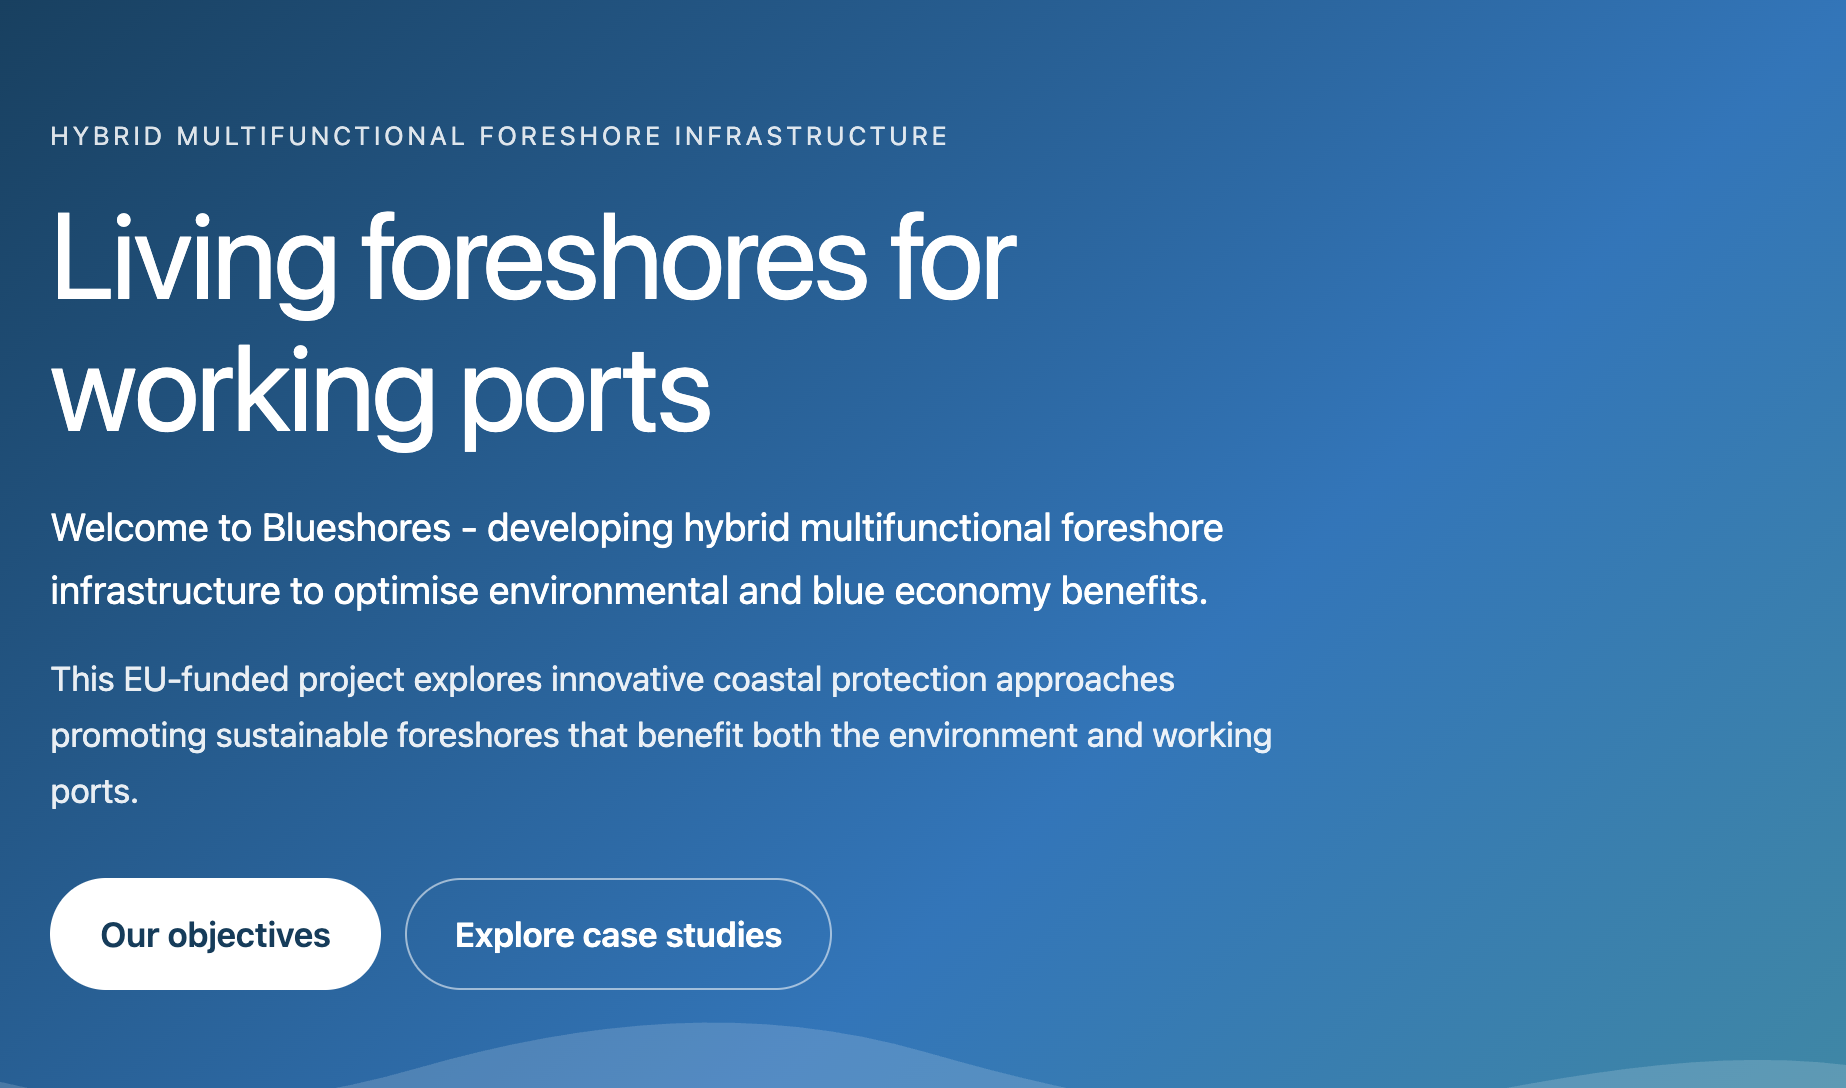 HYBRID MULTIFUNCTIONAL FORESHORE INFRASTRUCTURE
Living foreshores for
working ports
Welcome to Blueshores - developing hybrid multifunctional foreshore
infrastructure to optimise environmental and blue economy benefits.
This EU-funded project explores innovative coastal protection approaches
promoting sustainable foreshores that benefit both the environment and working
ports.
Our objectives
Explore case studies